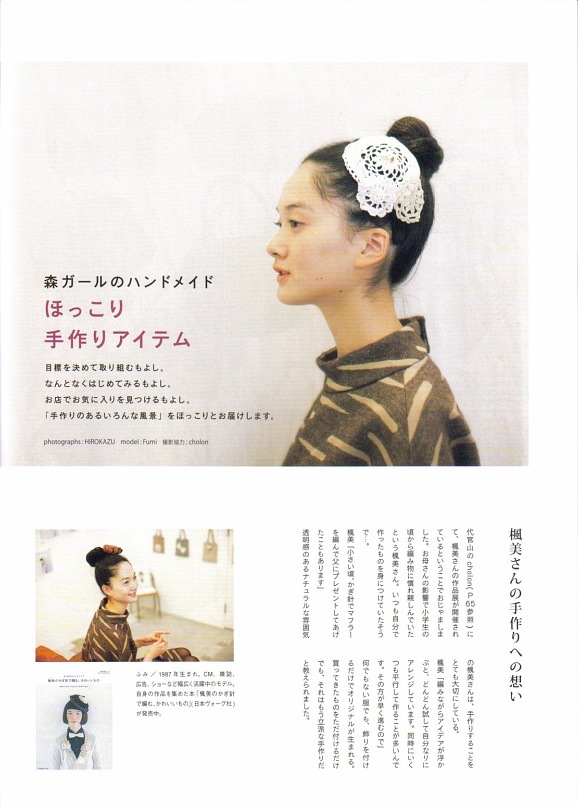 森ガールのハンドメイド
ほっこり
手作りアイテム
目標を決めて取り組むもよし。
なんとなくはじめてみるもよし。
お店でお気に入りを見つけるもよし。
「手作りのあるいろんな風景」をほっこりとお届けします。
photographs : HIROKAZU　model : Fumi　撮影協力 : cholon
楓美さんの手作りへの想い
代官山のcholon(P65参照)に
て、楓美さんの作品展が開催され
ているということでおじゃましま
した。お母さんの影響で小学生の
頃から編み物に慣れ親しんでいた
という楓美さん。いつも自分で
作ったものを身につけていたそう
で…。
楓美「小さい頃、かぎ針でマフラー
を編んで父にプレゼントしてあげ
たこともあります」
透明感のあるナチュラルな雰囲気
の楓美さんは、手作りすることを
とても大切にしている。
楓美「編みながらアイデアが浮か
ぶと、どんどん試して自分なりに
アレンジしています。同時にいく
つも平行して作ることが多いんで
す。その方が早く進むので」
何でもない服でも、飾りを付け
るだけでオリジナルが生まれる。
買ってきたものをただ付けるだけ
でも、それはもう立派な手作りだ
と教えられました。
ふみ／1987年生まれ。CM、雑誌、
広告、ショーなど幅広く活躍中のモデル。
自身の作品を集めた本「楓美のかぎ針
で編む、かわいいもの」(日本ヴォーグ社)
が発売中。